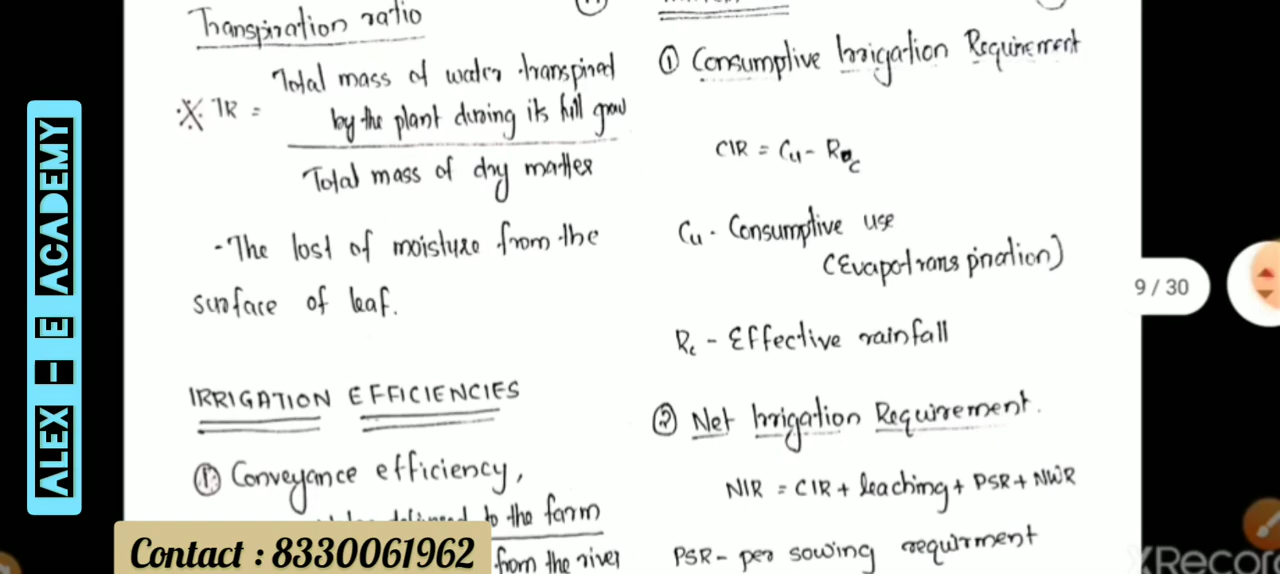 Transpiration ratio
TR = Total mass of water transpired
by the plant during its full grow
Total mass of dry matter
-The lost of moisture from the
surface of leaf.
IRRIGATION EFFICIENCIES
① Conveyance efficiency,
to the farm
from the river
① Consumptive Irrigation Requirement
CIR = Cu - Re
Cu - Consumptive use
(Evapotranspiration)
Re - Effective rainfall
② Net Irrigation Requirement.
NIR = CIR + leaching + PSR + NWR
PSR - per sowing requirment
ALEX - E ACADEMY
9 / 30
Contact : 8330061962
XRecor